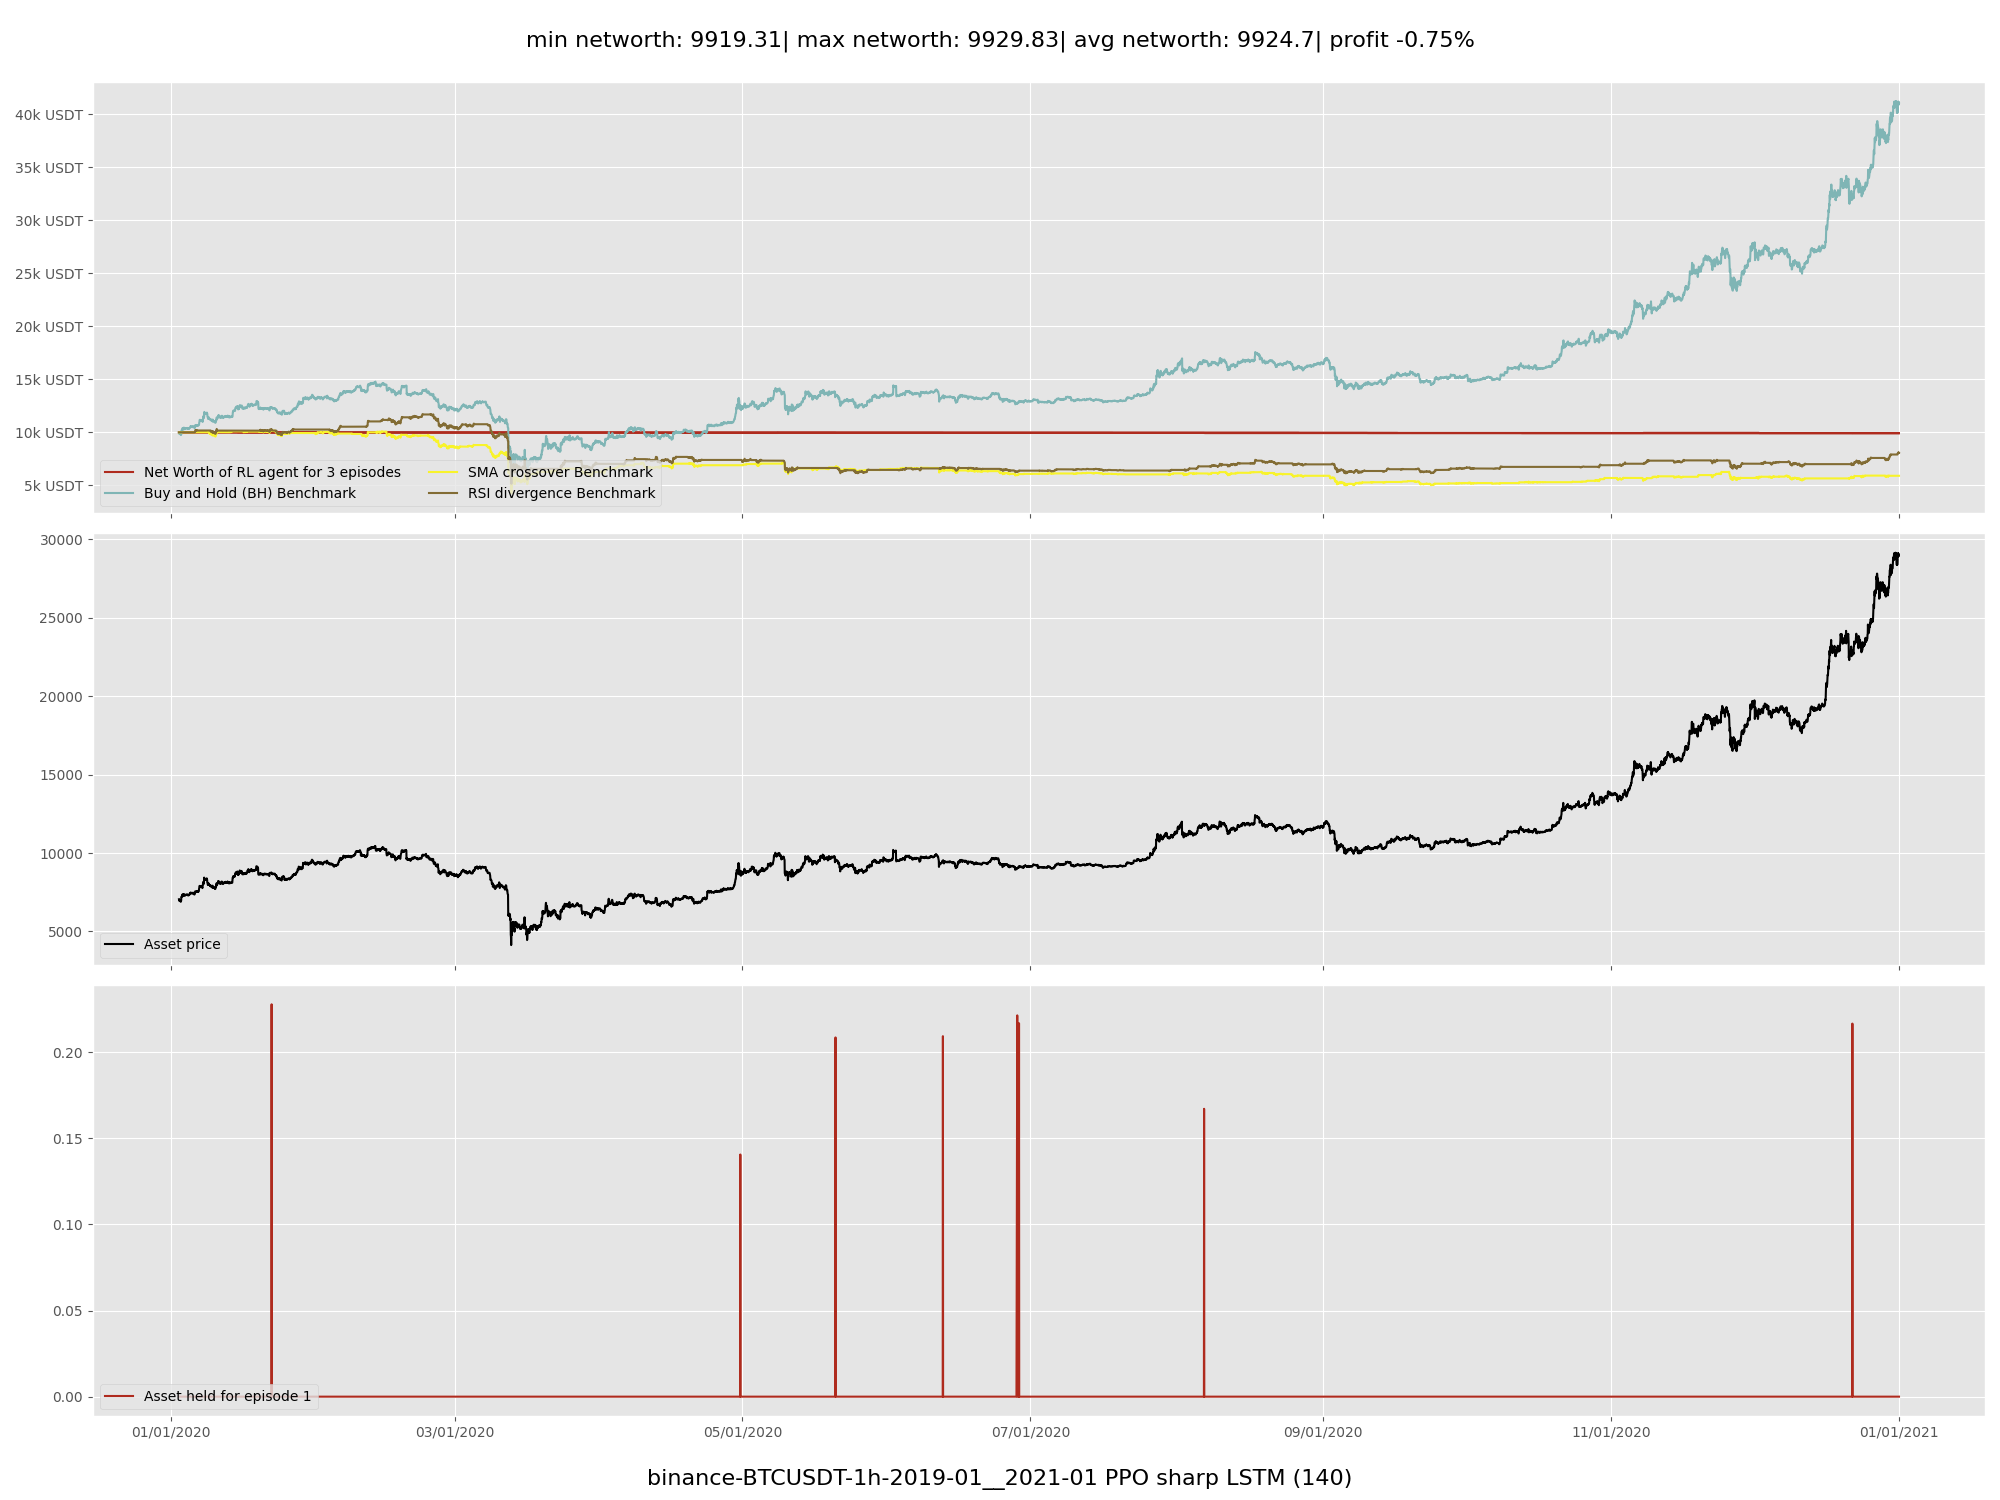 min networth: 9919.31| max networth: 9929.83| avg networth: 9924.7| profit -0.75%
40k USDT
35k USDT
30k USDT
25k USDT
20k USDT
15k USDT
10k USDT
5k USDT
Net Worth of RL agent for 3 episodes
Buy and Hold (BH) Benchmark
SMA crossover Benchmark
RSI divergence Benchmark
30000
25000
20000
15000
10000
5000
Asset price
0.20
0.15
0.10
0.05
0.00
Asset held for episode 1
01/01/2020 03/01/2020 05/01/2020 07/01/2020 09/01/2020 11/01/2020 01/01/2021
binance-BTCUSDT-1h-2019-01__2021-01 PPO sharp LSTM (140)